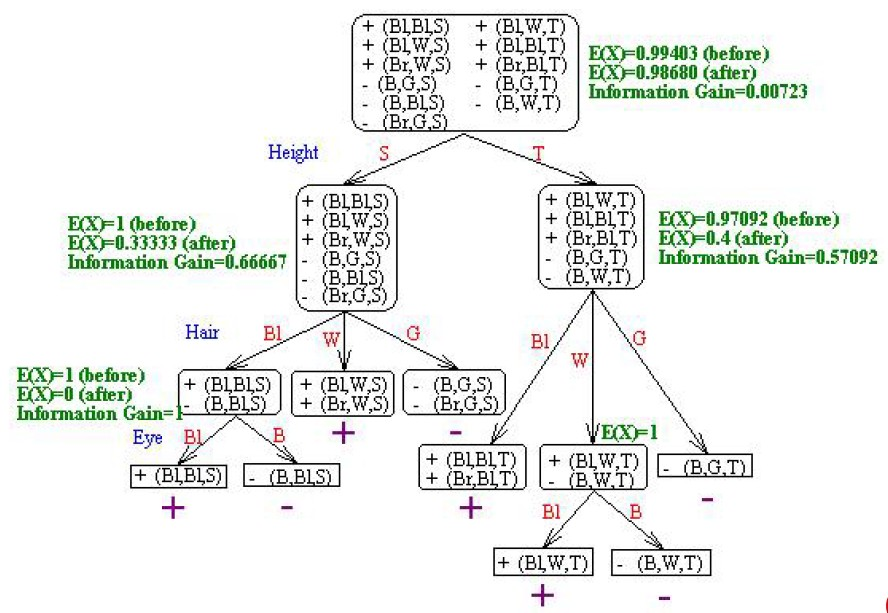 + (Bl,Bl,S) + (Bl,W,T)
+ (Bl,W,S) + (Bl,Bl,T)
+ (Br,W,S) + (Br,Bl,T)
- (B,G,S) - (B,G,T)
- (B,Bl,S) - (B,W,T)
- (Br,G,S)
E(X)=0.99403 (before)
E(X)=0.98680 (after)
Information Gain=0.00723
Height S T
+ (Bl,Bl,S)
+ (Bl,W,S)
+ (Br,W,S)
- (B,G,S)
- (B,Bl,S)
- (Br,G,S)
E(X)=1 (before)
E(X)=0.33333 (after)
Information Gain=0.66667
+ (Bl,W,T)
+ (Bl,Bl,T)
+ (Br,Bl,T)
- (B,G,T)
- (B,W,T)
E(X)=0.97092 (before)
E(X)=0.4 (after)
Information Gain=0.57092
Hair Bl W G
Bl W G
E(X)=1 (before)
E(X)=0 (after)
Information Gain=1
+ (Bl,Bl,S)
- (B,Bl,S)
+ (Bl,W,S)
+ (Br,W,S)
+
- (B,G,S)
- (Br,G,S)
-
Eye Bl B
+ (Bl,Bl,S)
+
- (B,Bl,S)
-
+ (Bl,Bl,T)
+ (Br,Bl,T)
+
E(X)=1
+ (Bl,W,T)
- (B,W,T)
- (B,G,T)
-
Bl B
+ (Bl,W,T)
+
- (B,W,T)
-